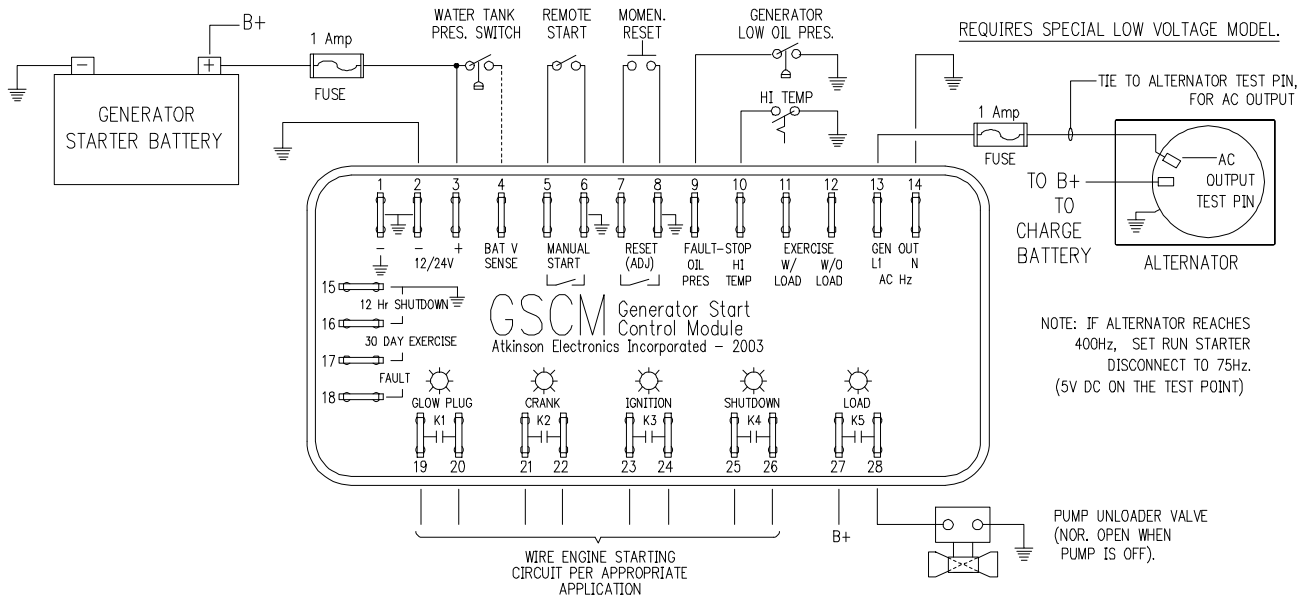 B+
1 Amp
FUSE
-
+
GENERATOR
STARTER BATTERY
WATER TANK
PRES. SWITCH
REMOTE
START
MOMEN.
RESET
GENERATOR
LOW OIL PRES.
HI TEMP
REQUIRES SPECIAL LOW VOLTAGE MODEL.
1 Amp
FUSE
TIE TO ALTERNATOR TEST PIN,
FOR AC OUTPUT
AC
OUTPUT
TEST PIN
TO B+
TO
CHARGE
BATTERY
ALTERNATOR
1 2 3 4 5 6 7 8 9 10 11 12 13 14
- - +
12/24V
BAT V
SENSE
MANUAL
START
RESET
(ADJ)
FAULT-STOP
OIL
PRES
HI
TEMP
EXERCISE
W/
LOAD
W/O
LOAD
GEN OUT
L1 N
AC Hz
15
12 Hr SHUTDOWN
16
30 DAY EXERCISE
17
FAULT
18
GSCM
Generator Start
Control Module
Atkinson Electronics Incorporated - 2003
NOTE: IF ALTERNATOR REACHES
400Hz, SET RUN STARTER
DISCONNECT TO 75Hz.
(5V DC ON THE TEST POINT)
GLOW PLUG
K1
CRANK
K2
IGNITION
K3
SHUTDOWN
K4
LOAD
K5
19 20 21 22 23 24 25 26 27 28
B+
WIRE ENGINE STARTING
CIRCUIT PER APPROPRIATE
APPLICATION
PUMP UNLOADER VALVE
(NOR. OPEN WHEN
PUMP IS OFF).